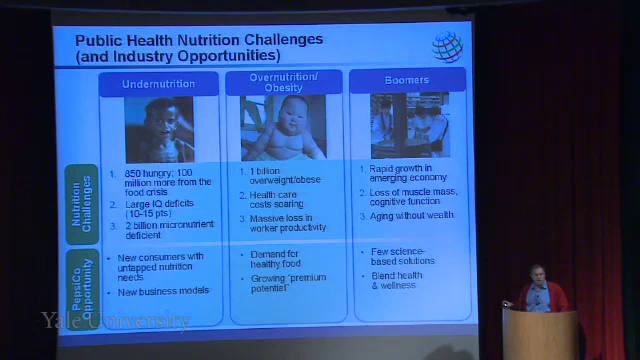 Public Health Nutrition Challenges
(and Industry Opportunities)
Undernutrition
Overnutrition/
Obesity
Boomers
Nutrition
Challenges
1. 850 hungry; 100
million more from the
food crisis
2. Large IQ deficits
(10-15 pts)
3. 2 billion micronutrient
deficient
1. 1 billion
overweight/obese
2. Health care
costs soaring
3. Massive loss in
worker productivity
1. Rapid growth in
emerging economy
2. Loss of muscle mass,
cognitive function
3. Aging without wealth
PepsiCo
Opportunity
• New consumers with
untapped nutrition
needs
• New business models
• Demand for
healthy food
• Growing "premium
potential"
• Few science-
based solutions
• Blend health
& wellness
Yale University